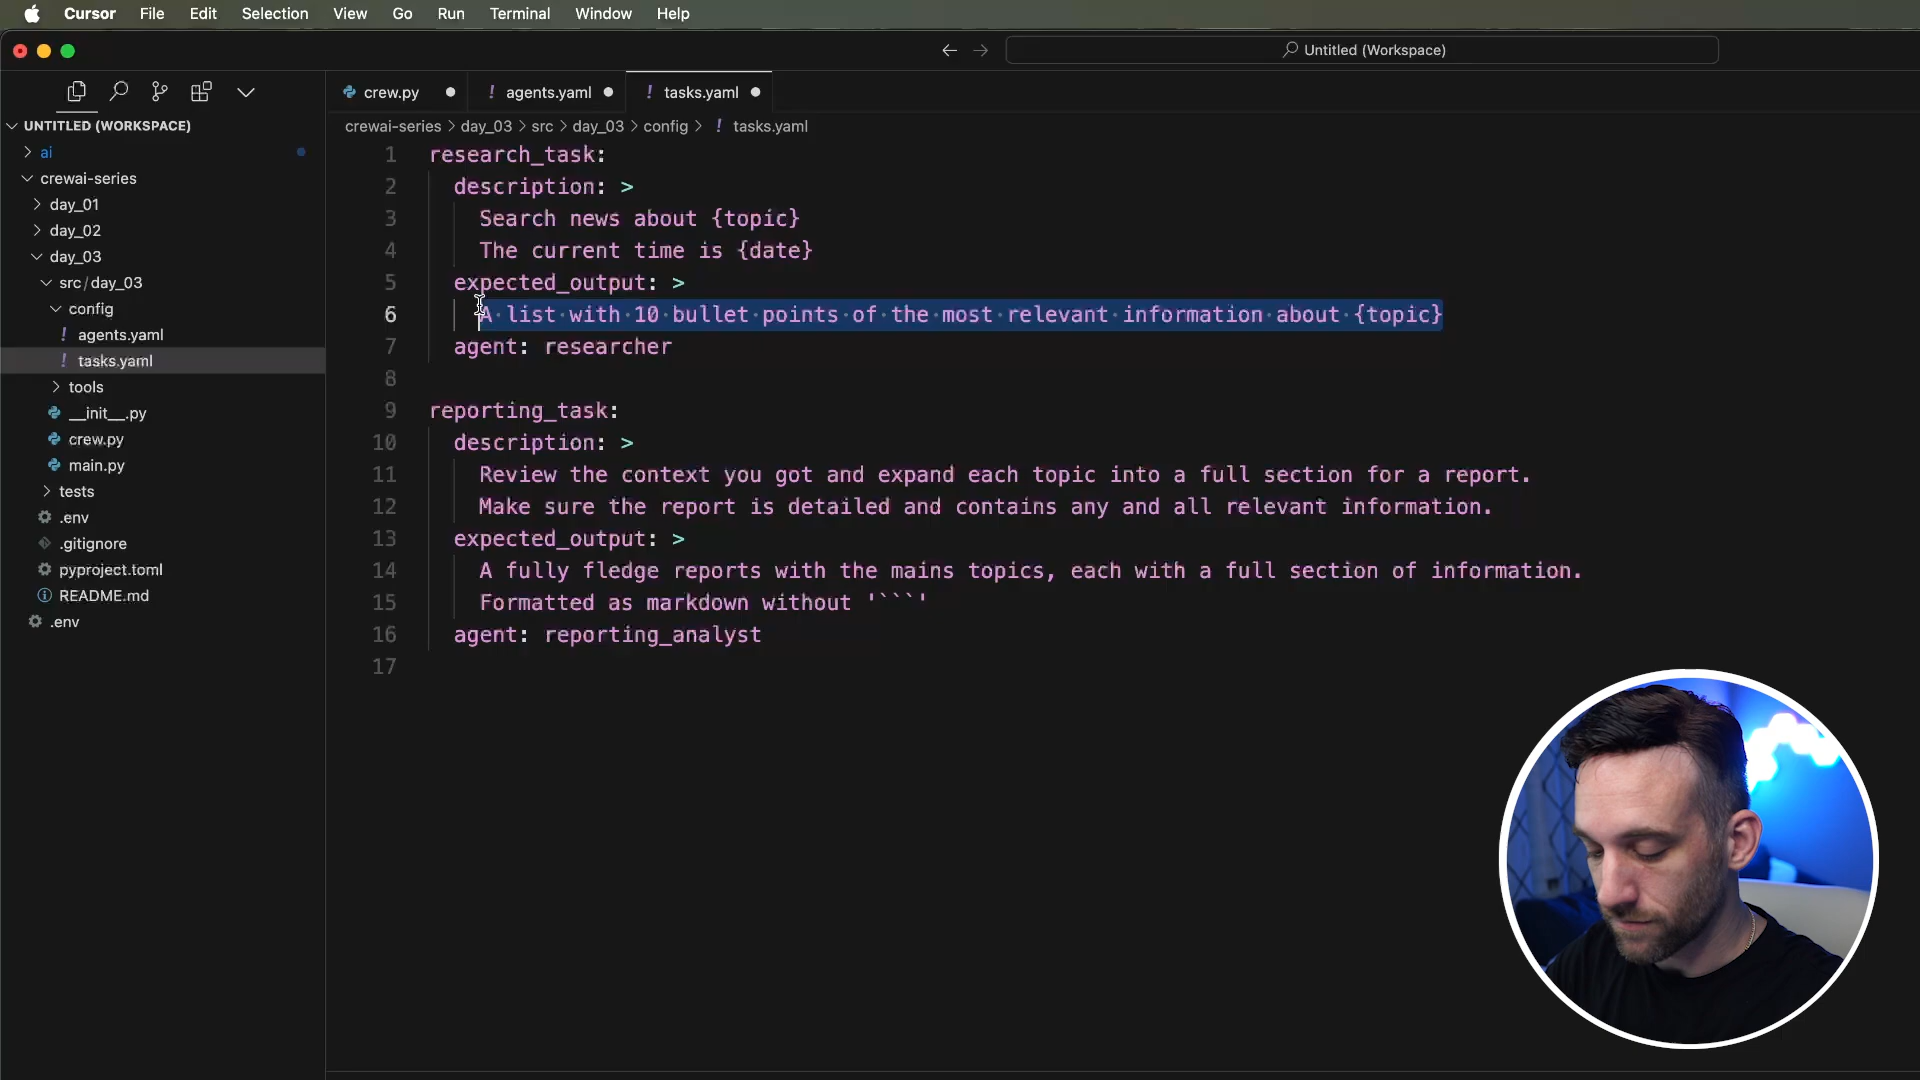 Cursor File Edit Selection View Go Run Terminal Window Help
Untitled (Workspace)
crew.py
! agents.yaml
! tasks.yaml
UNTITLED (WORKSPACE)
ai
crewai-series
day_01
day_02
day_03
src/day_03
config
! agents.yaml
! tasks.yaml
tools
__init__.py
crew.py
main.py
tests
.env
.gitignore
pyproject.toml
README.md
.env
crewai-series > day_03 > src > day_03 > config > ! tasks.yaml
1 research_task:
2 description: >
3 Search news about {topic}
4 The current time is {date}
5 expected_output: >
6 A list with 10 bullet points of the most relevant information about {topic}
7 agent: researcher
8
9 reporting_task:
10 description: >
11 Review the context you got and expand each topic into a full section for a report.
12 Make sure the report is detailed and contains any and all relevant information.
13 expected_output: >
14 A fully fledge reports with the mains topics, each with a full section of information.
15 Formatted as markdown without '```'
16 agent: reporting_analyst
17